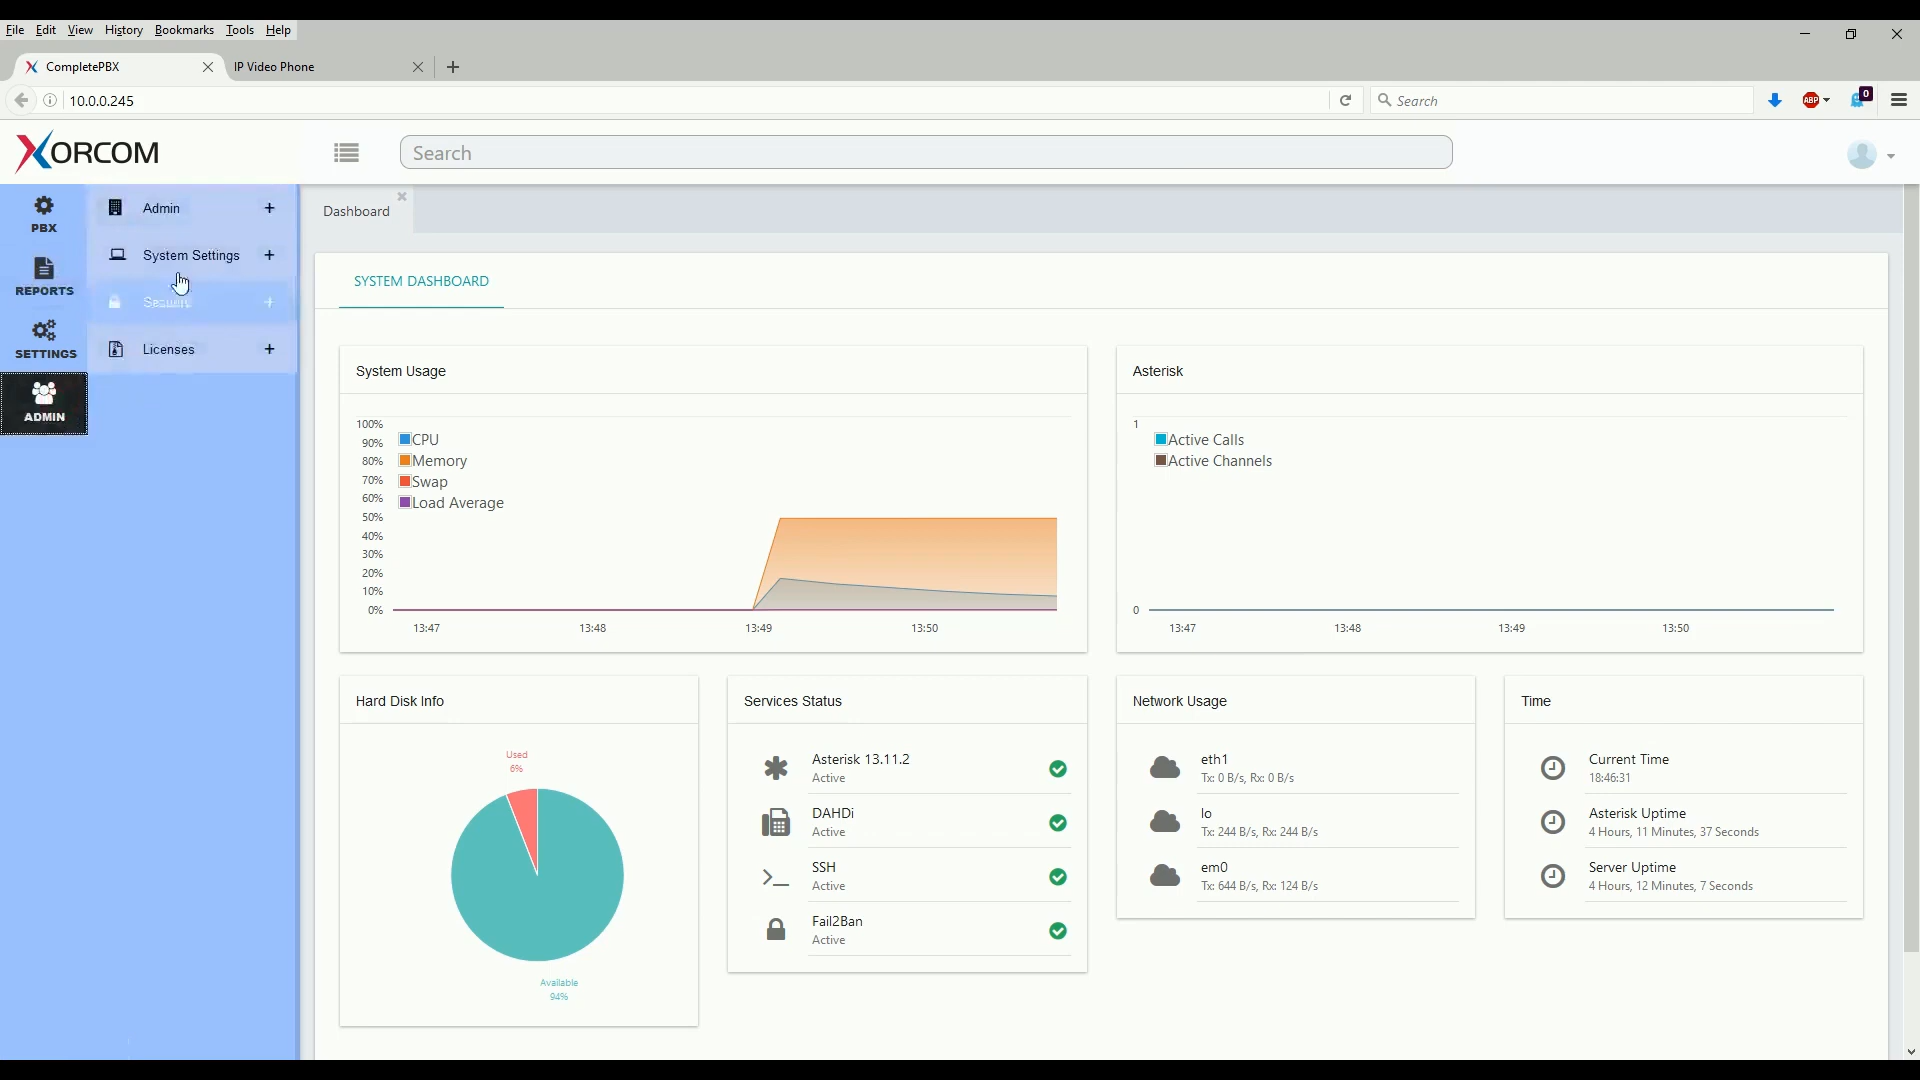 File Edit View History Bookmarks Tools Help
CompletePBX
IP Video Phone
10.0.0.245
Search
ABP
0
XORCOM
Search
PBX
REPORTS
SETTINGS
ADMIN
Admin
System Settings
Security
Licenses
Dashboard
SYSTEM DASHBOARD
System Usage
100%
90%
80%
70%
60%
50%
40%
30%
20%
10%
0%
CPU
Memory
Swap
Load Average
13:47 13:48 13:49 13:50
Asterisk
1
0
Active Calls
Active Channels
13:47 13:48 13:49 13:50
Hard Disk Info
Used
6%
Available
94%
Services Status
Asterisk 13.11.2
Active
DAHDi
Active
SSH
Active
Fail2Ban
Active
Network Usage
eth1
Tx: 0 B/s, Rx: 0 B/s
lo
Tx: 244 B/s, Rx: 244 B/s
em0
Tx: 644 B/s, Rx: 124 B/s
Time
Current Time
18:46:31
Asterisk Uptime
4 Hours, 11 Minutes, 37 Seconds
Server Uptime
4 Hours, 12 Minutes, 7 Seconds